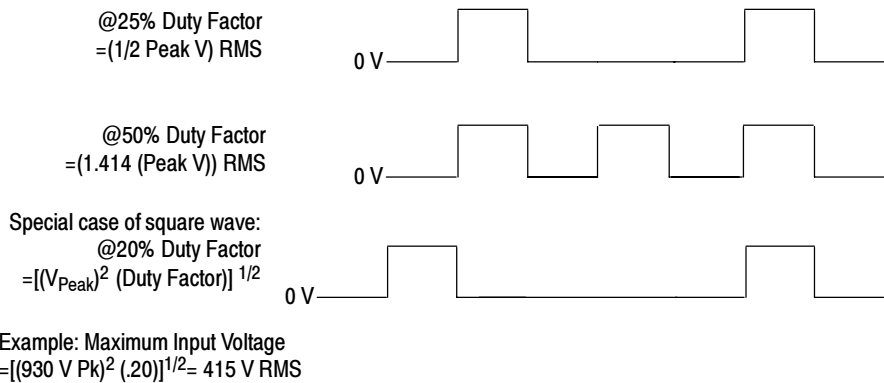 @25% Duty Factor
=(1/2 Peak V) RMS
0 V
@50% Duty Factor
=(1.414 (Peak V)) RMS
0 V
Special case of square wave:
@20% Duty Factor
=[(V_Peak)² (Duty Factor)] ^1/2
0 V
Example: Maximum Input Voltage
=[(930 V Pk)² (.20)]^1/2= 415 V RMS